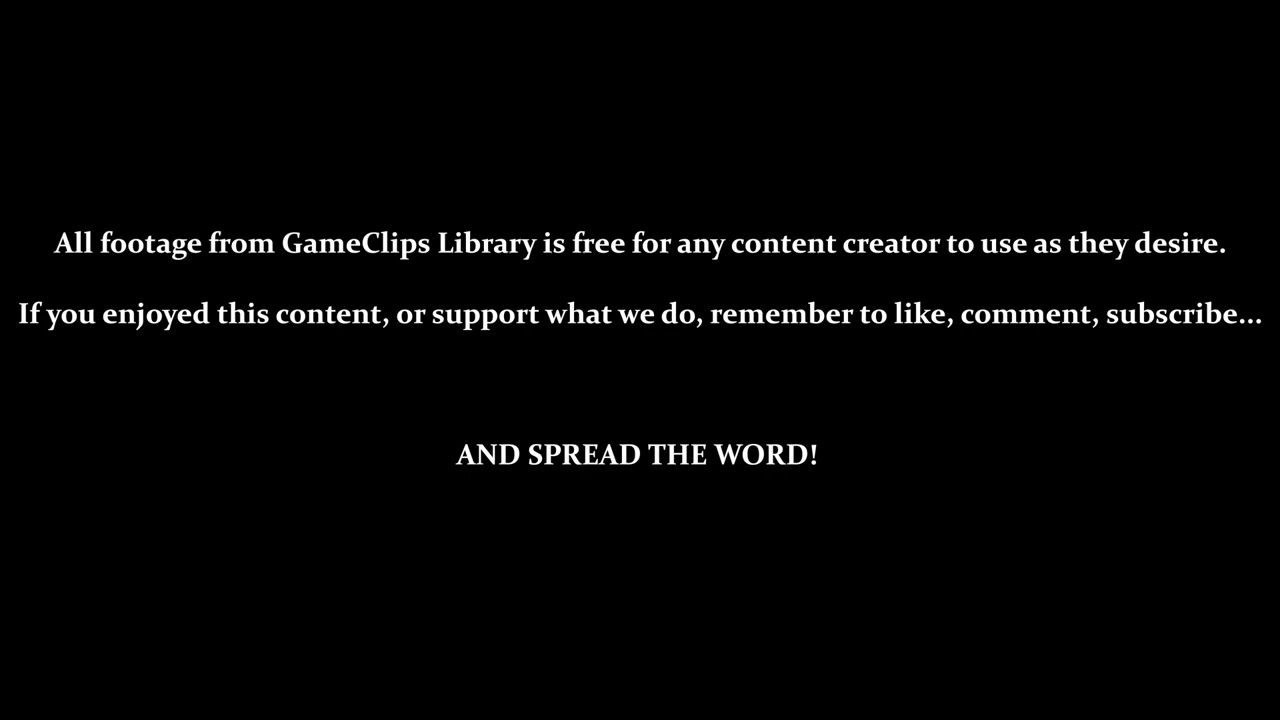 All footage from GameClips Library is free for any content creator to use as they desire.
If you enjoyed this content, or support what we do, remember to like, comment, subscribe...
AND SPREAD THE WORD!